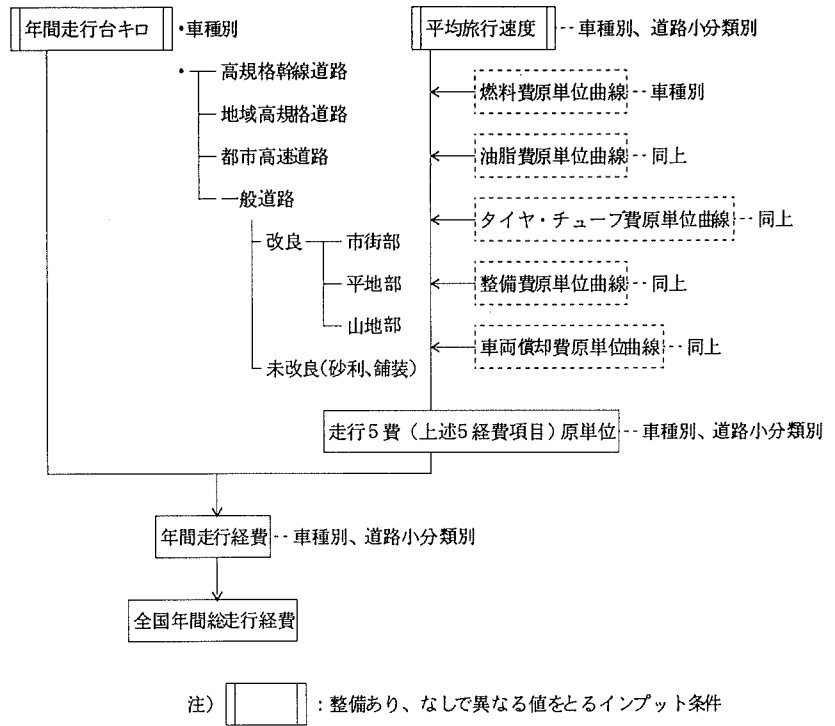 年間走行台キロ ・車種別
・ 高規格幹線道路
地域高規格道路
都市高速道路
一般道路
改良 市街部
平地部
山地部
未改良(砂利、舗装)
平均旅行速度 --車種別、道路小分類別
燃料費原単位曲線 --車種別
油脂費原単位曲線 --同上
タイヤ・チューブ費原単位曲線 --同上
整備費原単位曲線 --同上
車両償却費原単位曲線 --同上
走行5費(上述5経費項目)原単位 --車種別、道路小分類別
年間走行経費 --車種別、道路小分類別
全国年間総走行経費
注) :整備あり、なしで異なる値をとるインプット条件